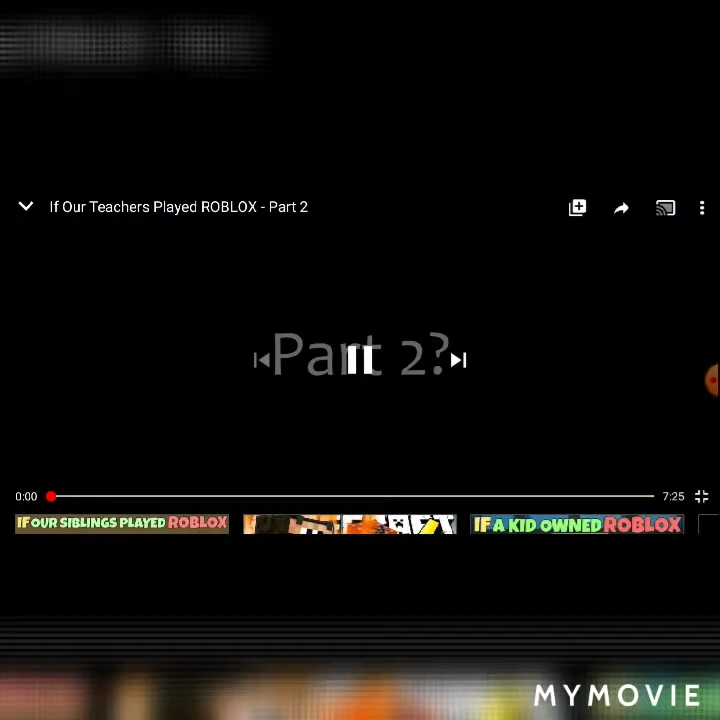 If Our Teachers Played ROBLOX - Part 2
Part 2?
0:00
7:25
IF OUR SIBLINGS PLAYED ROBLOX
IF A KID OWNED ROBLOX
MYMOVIE